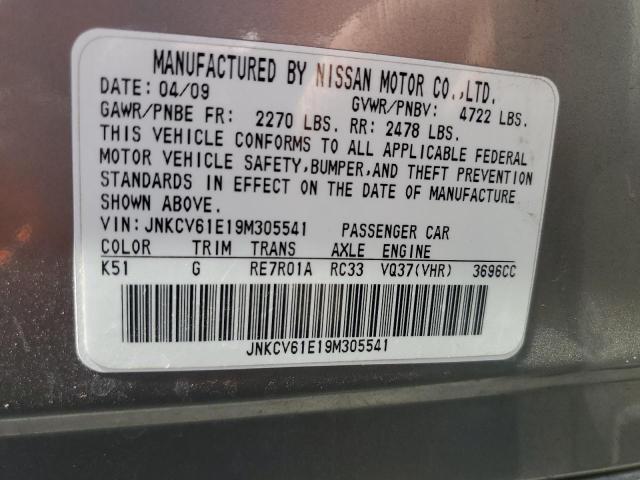 MANUFACTURED BY NISSAN MOTOR CO.,LTD.
DATE: 04/09 GVWR/PNBV: 4722 LBS.
GAWR/PNBE FR: 2270 LBS. RR: 2478 LBS.
THIS VEHICLE CONFORMS TO ALL APPLICABLE FEDERAL
MOTOR VEHICLE SAFETY,BUMPER,AND THEFT PREVENTION
STANDARDS IN EFFECT ON THE DATE OF MANUFACTURE
SHOWN ABOVE.
VIN:JNKCV61E19M305541 PASSENGER CAR
COLOR TRIM TRANS AXLE ENGINE
K51 G RE7R01A RC33 VQ37(VHR) 3696CC
JNKCV61E19M305541